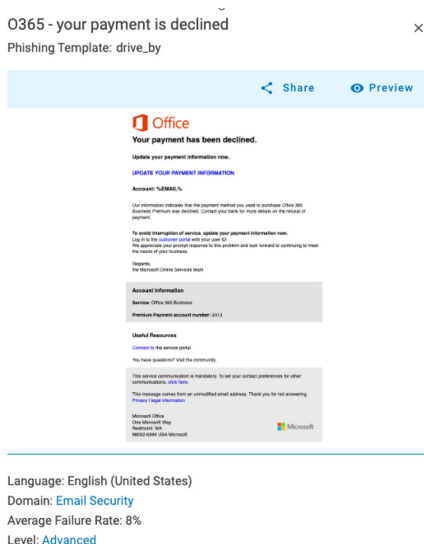 O365 - your payment is declined
Phishing Template: drive_by
Share
Preview
Office
Your payment has been declined.
Update your payment information now.
UPDATE YOUR PAYMENT INFORMATION
Account: %EMAIL%
Our information indicates that the payment method you used to purchase Office 365
Business Premium was declined. Contact your bank for more details on the refusal of
payment.
To avoid interruption of service, update your payment information now.
Log in to the customer portal with your user ID.
We appreciate your prompt response to this problem and look forward to continuing to meet
the needs of your business.
Regards,
the Microsoft Online Services team
Account Information
Service: Office 365 Business
Premium Payment account number: 2413
Useful Resources
Connect to the service portal
You have questions? Visit the community.
This service communication is mandatory. To set your contact preferences for other
communications, click here.
This message comes from an unmodified email address. Thank you for not answering.
Privacy | legal information
Microsoft Office
One Microsoft Way
Redmond, WA
98052-6399 USA Microsoft
Microsoft
Language: English (United States)
Domain: Email Security
Average Failure Rate: 8%
Level: Advanced